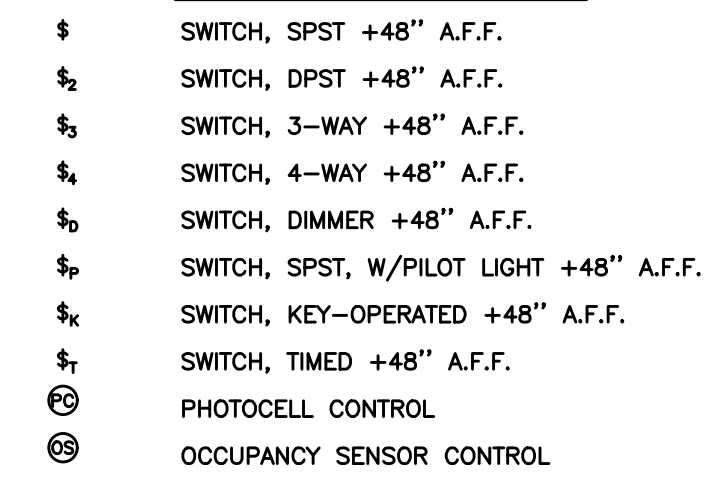 $ SWITCH, SPST +48'' A.F.F.
$2 SWITCH, DPST +48'' A.F.F.
$3 SWITCH, 3-WAY +48'' A.F.F.
$4 SWITCH, 4-WAY +48'' A.F.F.
$D SWITCH, DIMMER +48'' A.F.F.
$P SWITCH, SPST, W/PILOT LIGHT +48'' A.F.F.
$K SWITCH, KEY-OPERATED +48'' A.F.F.
$T SWITCH, TIMED +48'' A.F.F.
PC PHOTOCELL CONTROL
OS OCCUPANCY SENSOR CONTROL